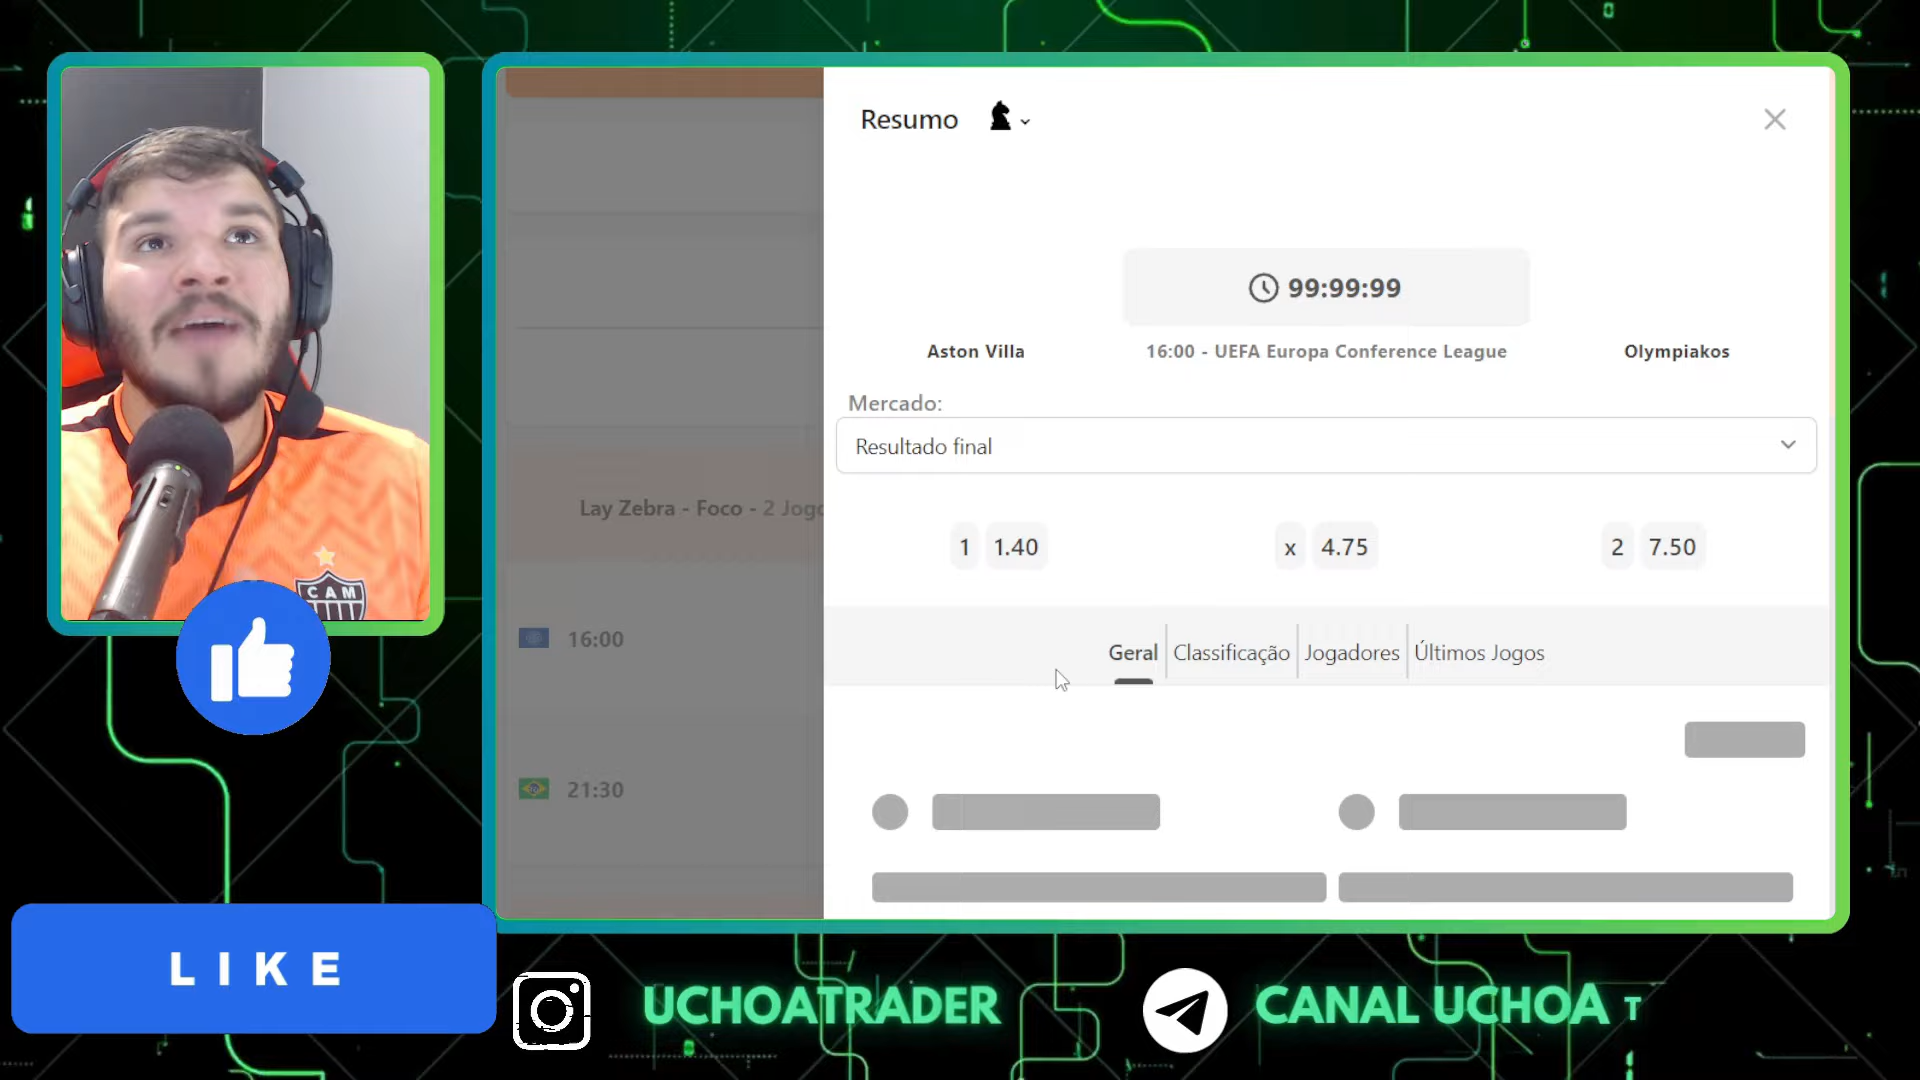 Resumo
99:99:99
Aston Villa
16:00 - UEFA Europa Conference League
Olympiakos
Mercado:
Resultado final
Lay Zebra - Foco - 2 Jogo
1 1.40
x 4.75
2 7.50
CAM
16:00
Geral
Classificação
Jogadores
Últimos Jogos
21:30
LIKE
UCHOATRADER
CANAL UCHOA T